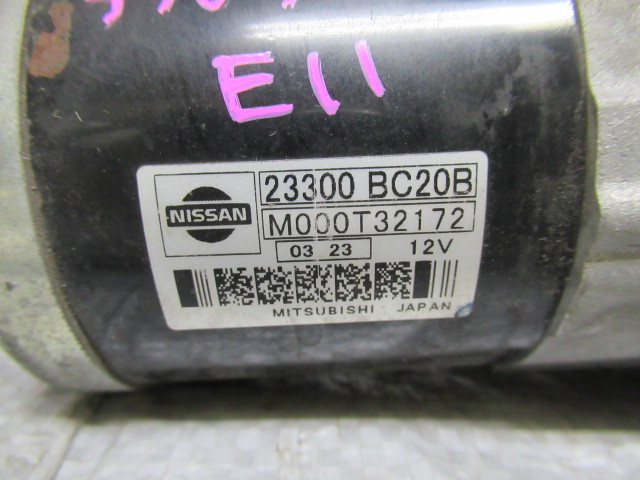 E11
NISSAN
23300 BC20B
M000T32172
03 23 12V
MITSUBISHI JAPAN